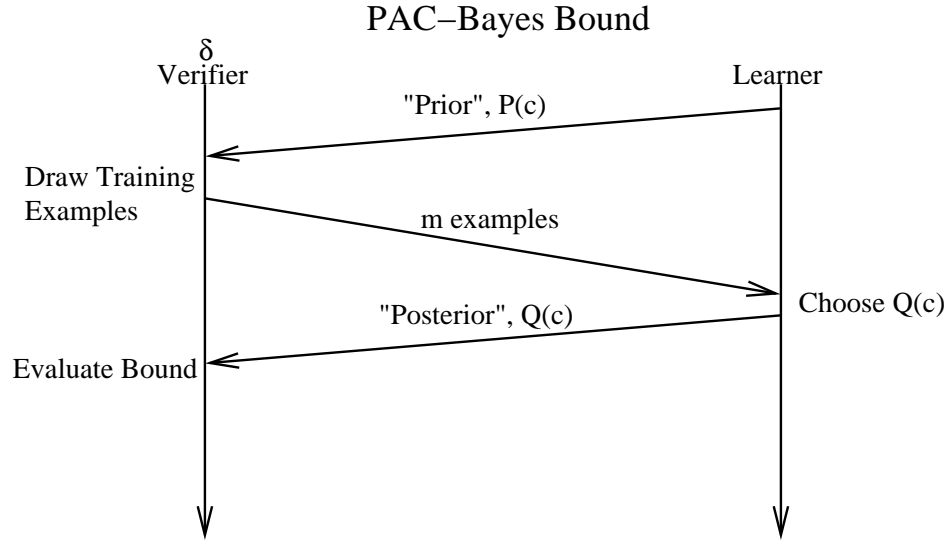 PAC–Bayes Bound
δ
Verifier
Learner
"Prior", P(c)
Draw Training
Examples
m examples
Choose Q(c)
"Posterior", Q(c)
Evaluate Bound